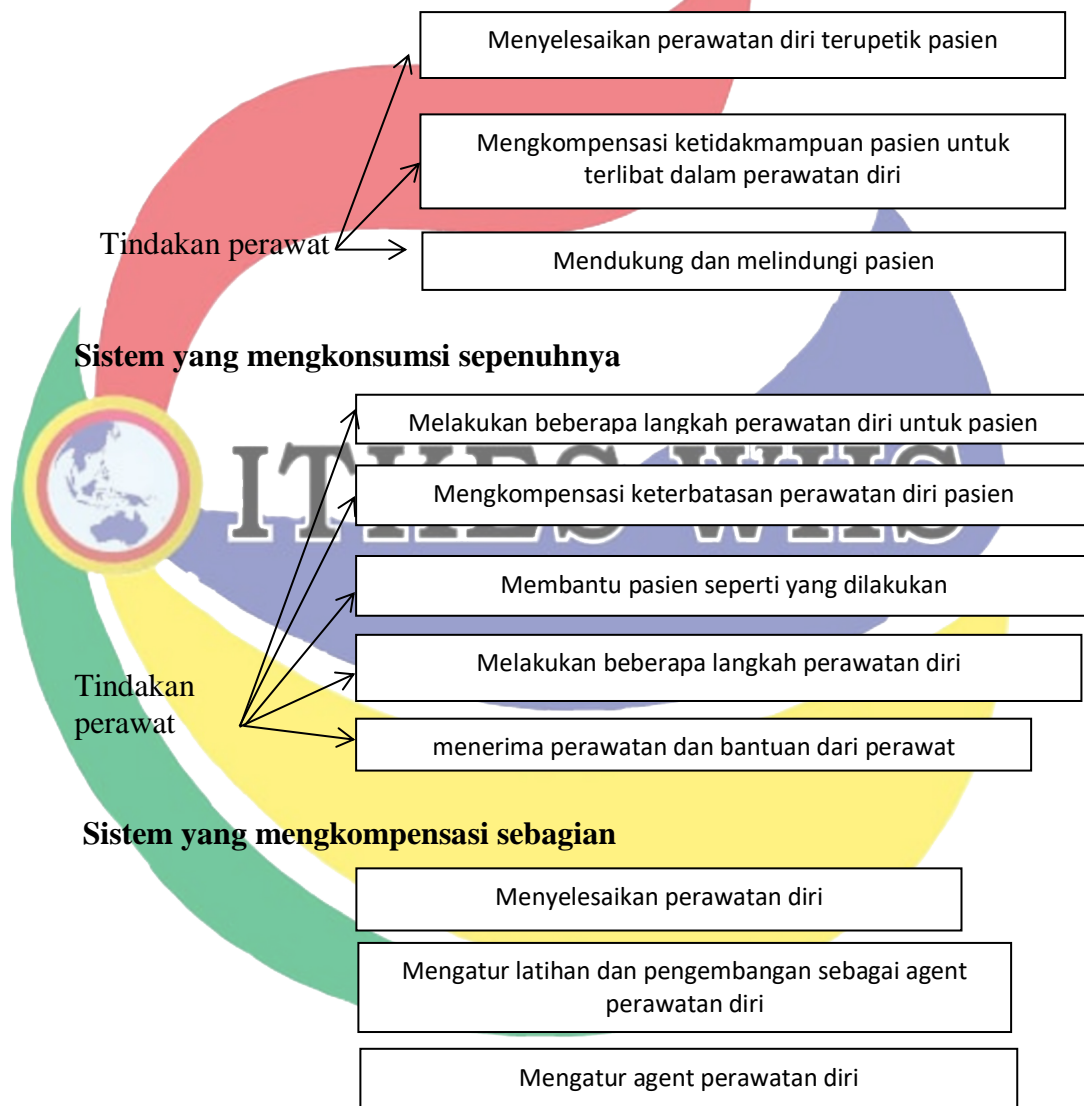 Menyelesaikan perawatan diri terupetik pasien
Mengkompensasi ketidakmampuan pasien untuk
terlibat dalam perawatan diri
Tindakan perawat
Mendukung dan melindungi pasien
Sistem yang mengkonsumsi sepenuhnya
Melakukan beberapa langkah perawatan diri untuk pasien
ITKES WHS
Mengkompensasi keterbatasan perawatan diri pasien
Membantu pasien seperti yang dilakukan
Melakukan beberapa langkah perawatan diri
Tindakan
perawat
menerima perawatan dan bantuan dari perawat
Sistem yang mengkompensasi sebagian
Menyelesaikan perawatan diri
Mengatur latihan dan pengembangan sebagai agent
perawatan diri
Mengatur agent perawatan diri